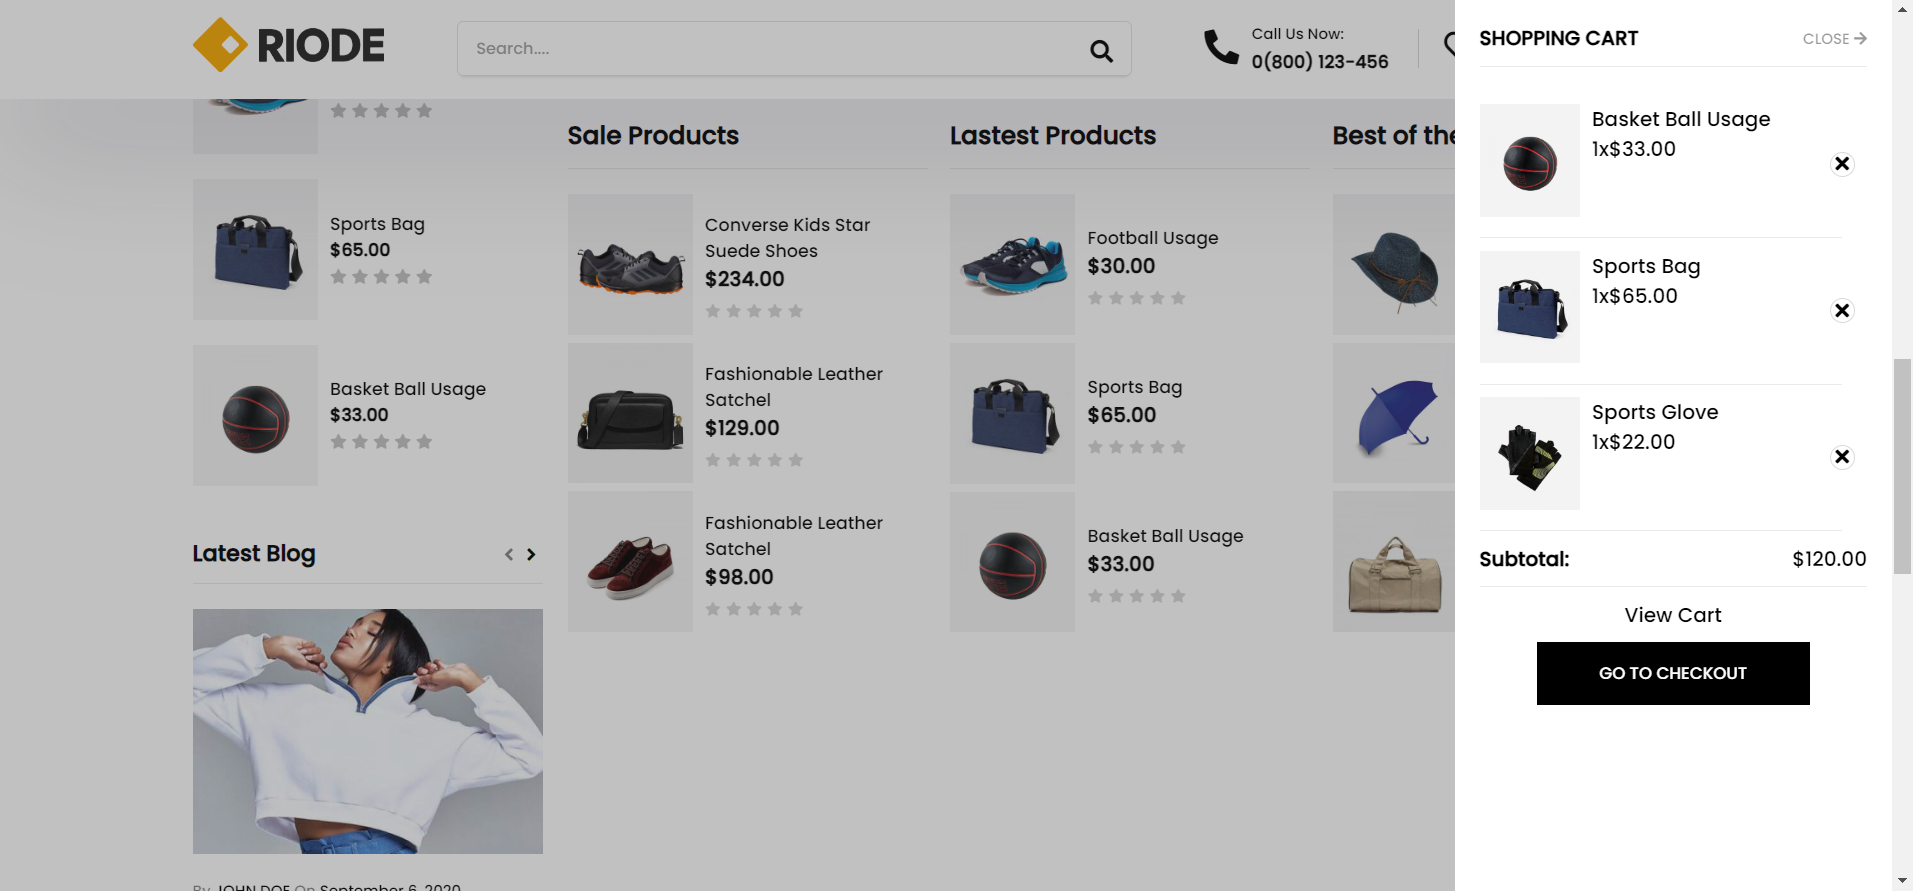 RIODE
Search....
Call Us Now:
0(800) 123-456
Sale Products
Lastest Products
Best of the
Sports Bag
$65.00
Basket Ball Usage
$33.00
Converse Kids Star
Suede Shoes
$234.00
Fashionable Leather
Satchel
$129.00
Fashionable Leather
Satchel
$98.00
Football Usage
$30.00
Sports Bag
$65.00
Basket Ball Usage
$33.00
Latest Blog
By JOHN DOE On September 6, 2020
SHOPPING CART
CLOSE
Basket Ball Usage
1x$33.00
Sports Bag
1x$65.00
Sports Glove
1x$22.00
Subtotal:
$120.00
View Cart
GO TO CHECKOUT